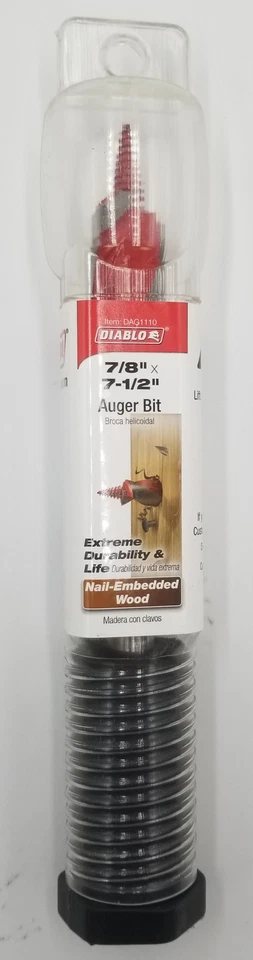 Item: DAG1110
DIABLO
7/8" x
7-1/2"
Auger Bit
Broca helicoidal
Extreme
Durability &
Life Durabilidad y vida extrema
Nail-Embedded
Wood
Madera con clavos